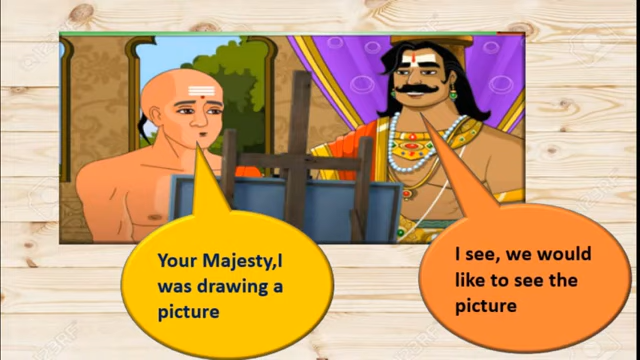 Your Majesty,I
was drawing a
picture
I see, we would
like to see the
picture